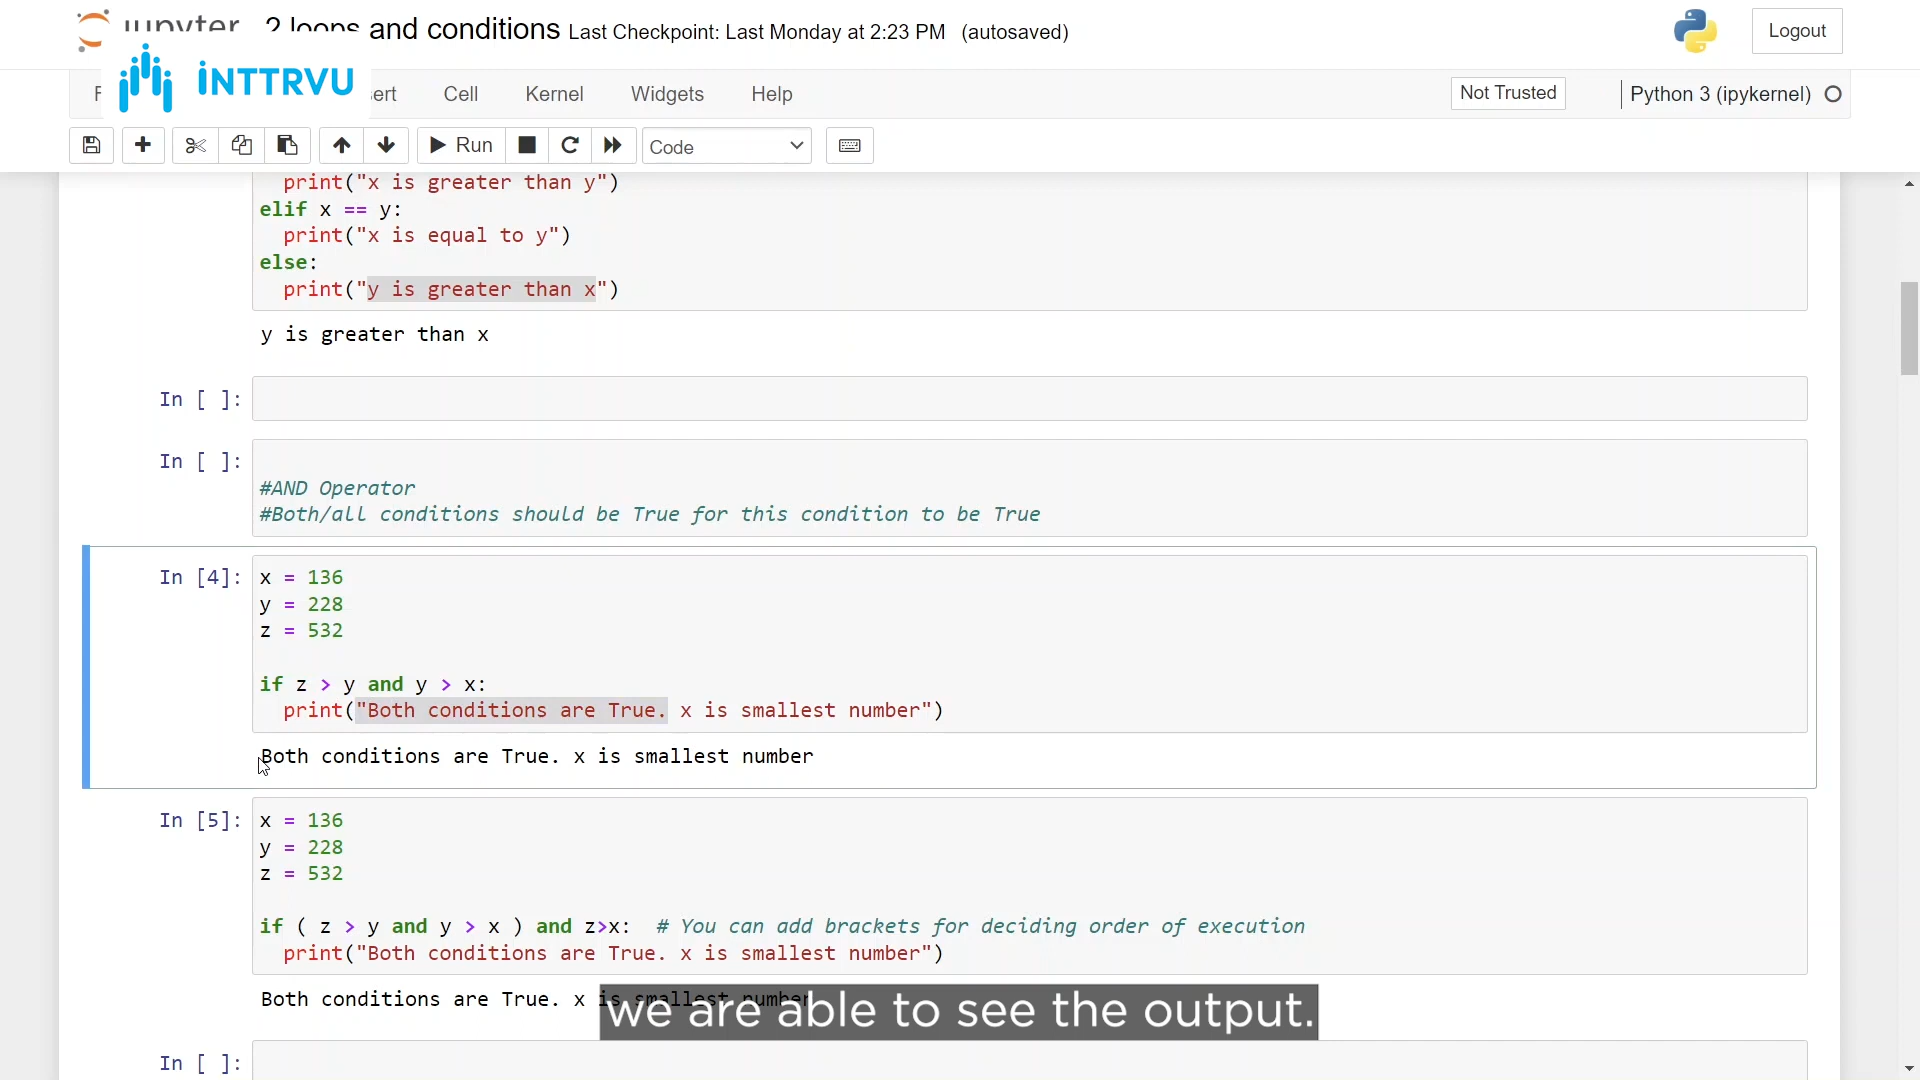 jupyter 2 loops and conditions Last Checkpoint: Last Monday at 2:23 PM (autosaved)
Logout
iNTTRVU
F
ert Cell Kernel Widgets Help
Not Trusted
Python 3 (ipykernel)
Run
Code
print("x is greater than y")
elif x == y:
print("x is equal to y")
else:
print("y is greater than x")
y is greater than x
In [ ]:
In [ ]:
#AND Operator
#Both/all conditions should be True for this condition to be True
In [4]: x = 136
y = 228
z = 532
if z > y and y > x:
print("Both conditions are True. x is smallest number")
Both conditions are True. x is smallest number
In [5]: x = 136
y = 228
z = 532
if ( z > y and y > x ) and z>x: # You can add brackets for deciding order of execution
print("Both conditions are True. x is smallest number")
Both conditions are True. x is smallest number
we are able to see the output.
In [ ]: